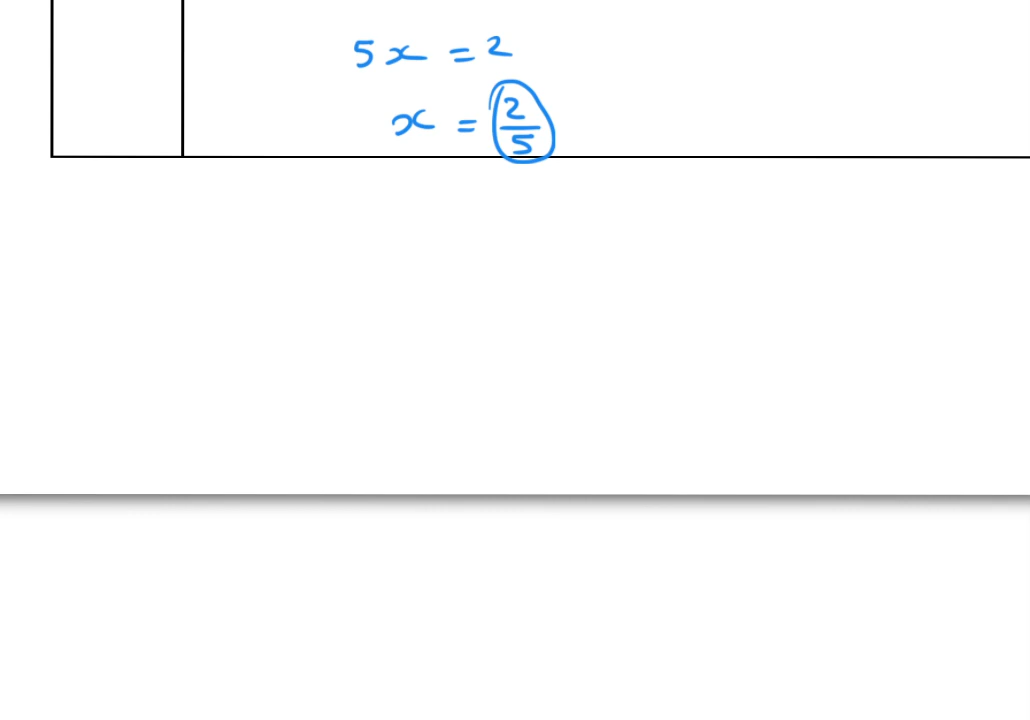 5x = 2
x = 2/5